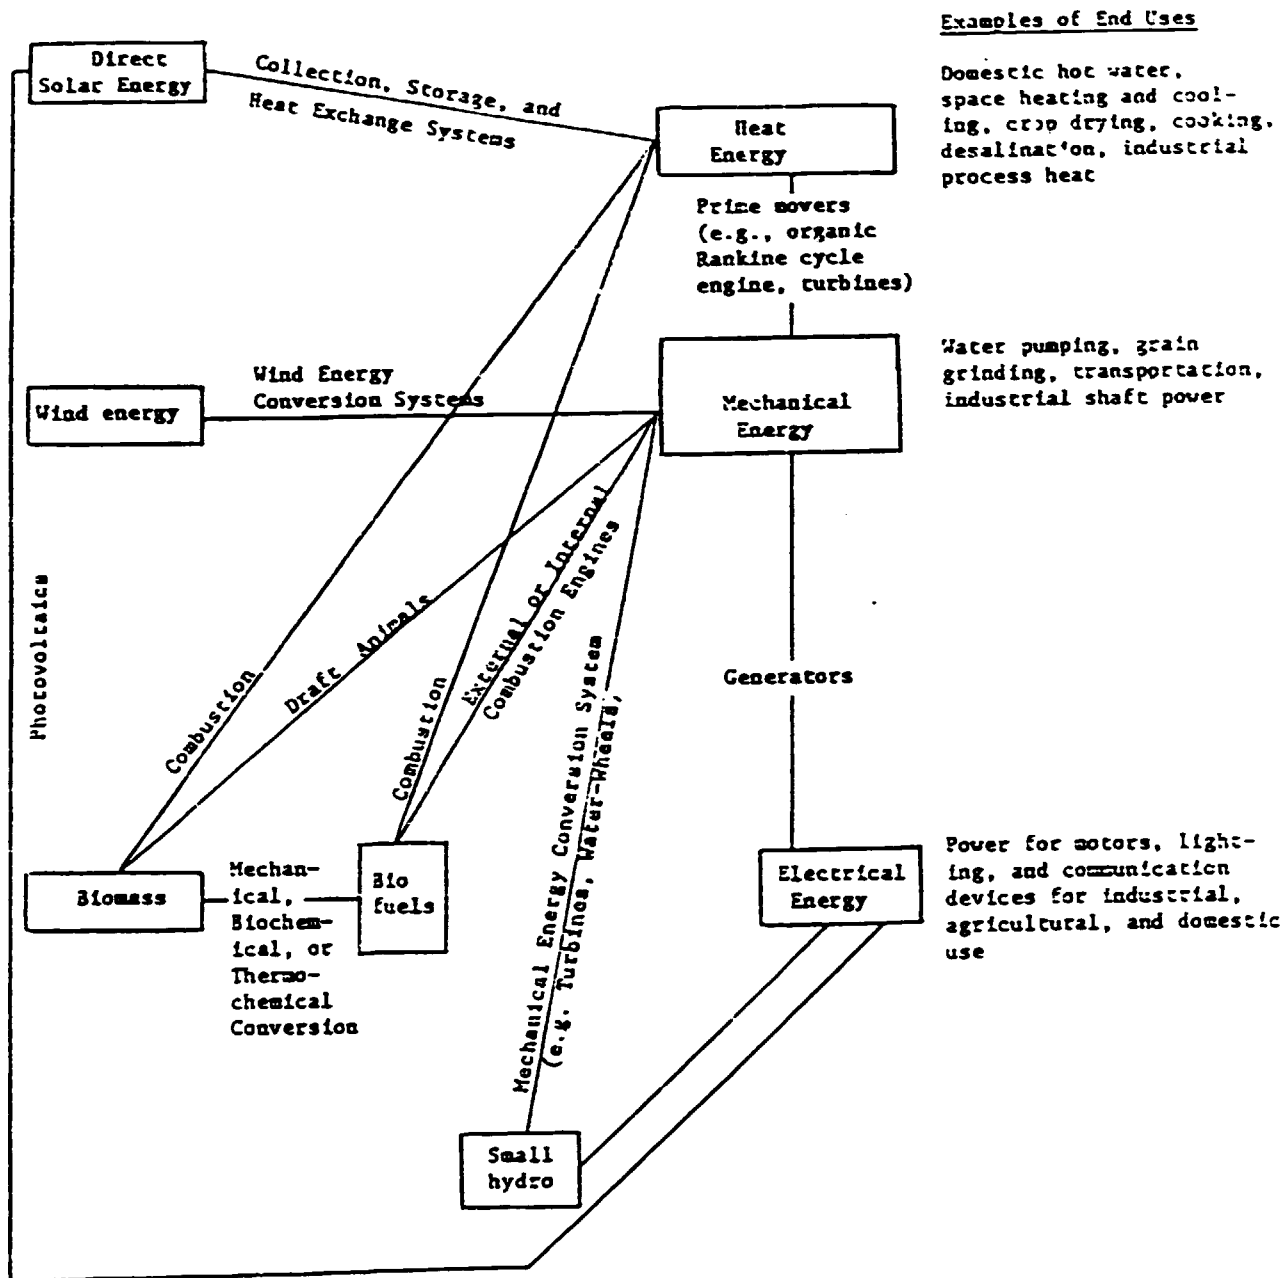 Examples of End Uses
Direct
Solar Energy
Collection, Storage, and
Heat Exchange Systems
Heat
Energy
Domestic hot water,
space heating and cool-
ing, crop drying, cooking,
desalination, industrial
process heat
Prime movers
(e.g., organic
Rankine cycle
engine, turbines)
Wind energy
Wind Energy
Conversion Systems
Mechanical
Energy
Water pumping, grain
grinding, transportation,
industrial shaft power
Photovoltaics
Combustion
Draft Animals
Combustion
External or Internal
Combustion Engines
Mechanical Energy Conversion System
(e.g. Turbines, Water-Wheels,
Generators
Biomass
Mechan-
ical,
Biochem-
ical, or
Thermo-
chemical
Conversion
Bio
fuels
Electrical
Energy
Power for motors, light-
ing, and communication
devices for industrial,
agricultural, and domestic
use
Small
hydro